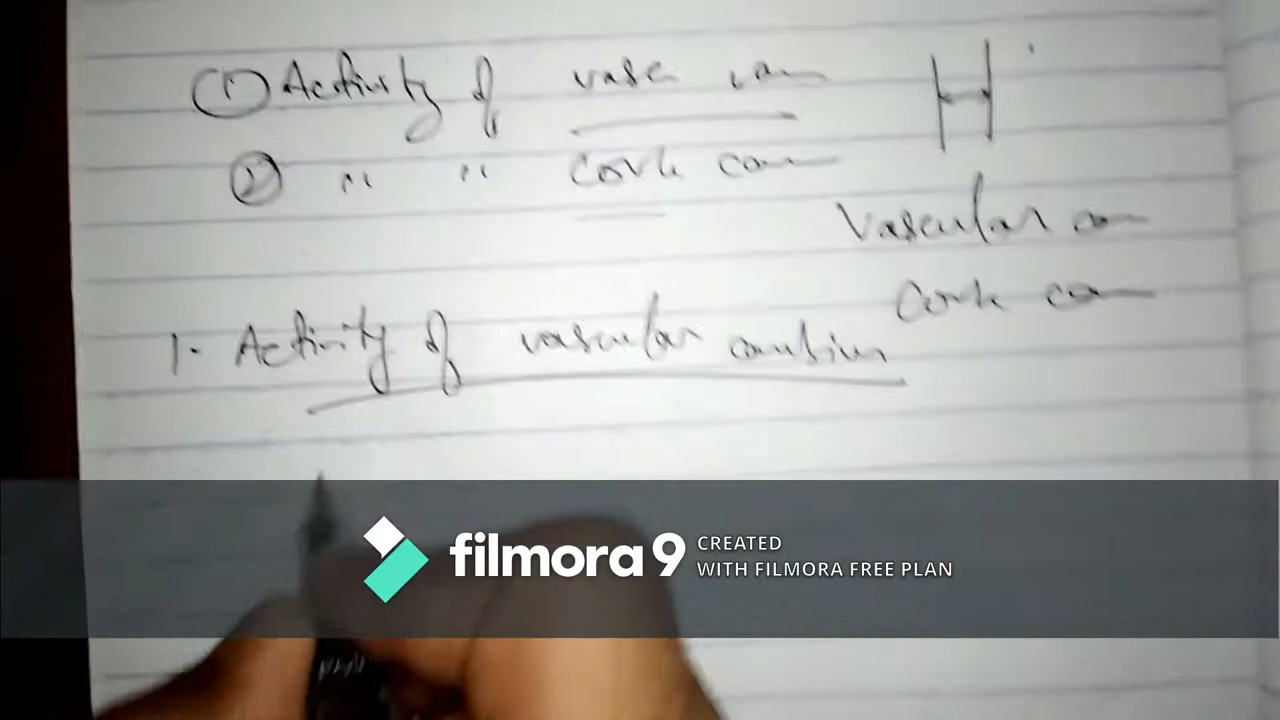 ① Activity of vasc cam
② " " Cork cam
Vascular cam
Cork cam
1. Activity of vascular cambium
filmora 9 CREATED
WITH FILMORA FREE PLAN